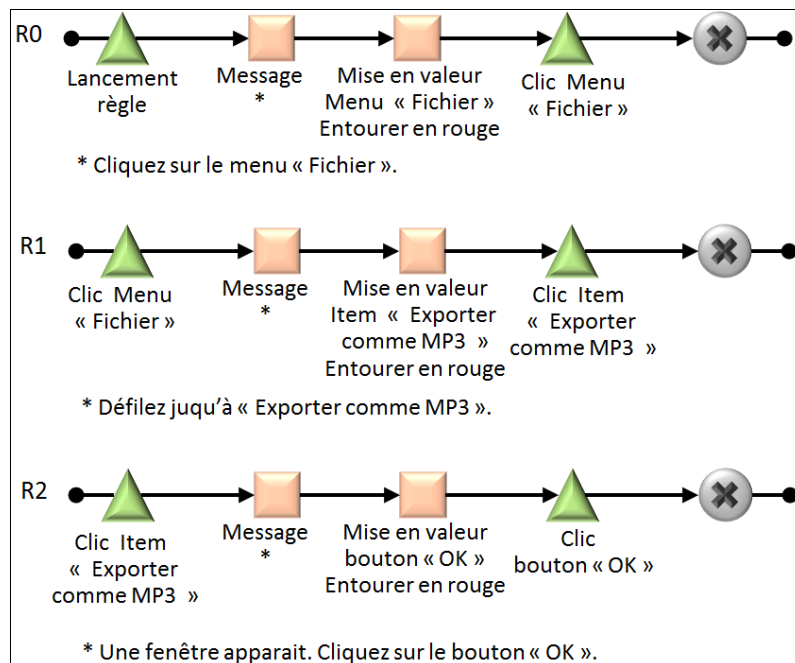 R0
Lancement
règle
Message
*
Mise en valeur
Menu « Fichier »
Entourer en rouge
Clic Menu
« Fichier »
* Cliquez sur le menu « Fichier ».
R1
Clic Menu
« Fichier »
Message
*
Mise en valeur
Item « Exporter
comme MP3 »
Entourer en rouge
Clic Item
« Exporter
comme MP3 »
* Défilez juqu’à « Exporter comme MP3 ».
R2
Clic Item
« Exporter
comme MP3 »
Message
*
Mise en valeur
bouton « OK »
Entourer en rouge
Clic
bouton « OK »
* Une fenêtre apparait. Cliquez sur le bouton « OK ».